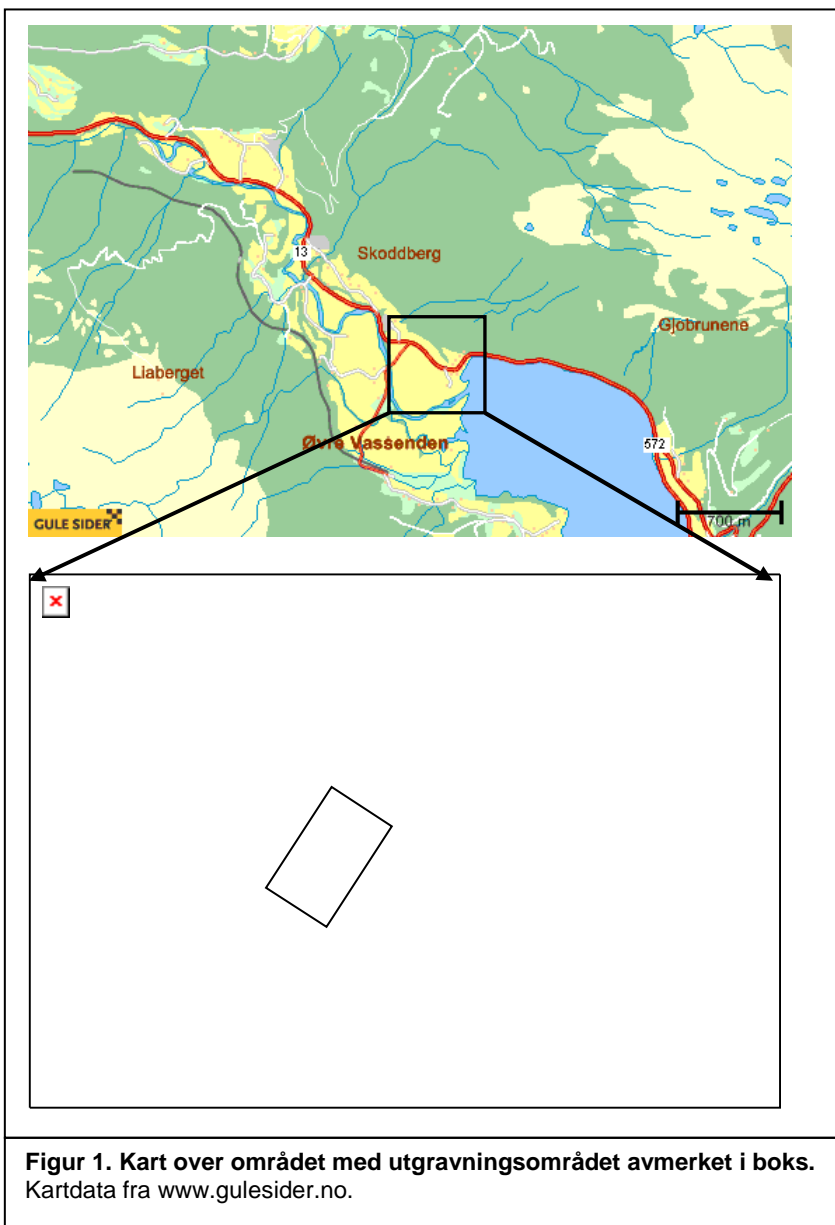 Skoddberg
13
Gjobrunene
Liaberget
Øvre Vassenden
572
GULE SIDER
700 m
Figur 1. Kart over området med utgravningsområdet avmerket i boks.
Kartdata fra www.gulesider.no.